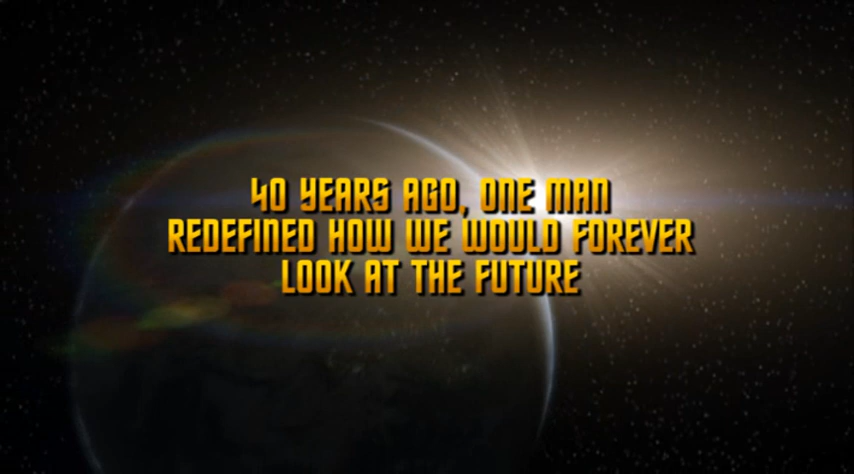 40 YEARS AGO, ONE MAN
REDEFINED HOW WE WOULD FOREVER
LOOK AT THE FUTURE